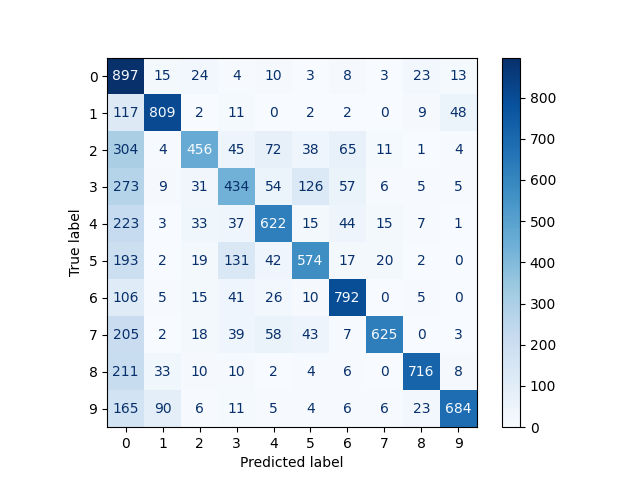 0 897 15 24 4 10 3 8 3 23 13
1 117 809 2 11 0 2 2 0 9 48
2 304 4 456 45 72 38 65 11 1 4
3 273 9 31 434 54 126 57 6 5 5
4 223 3 33 37 622 15 44 15 7 1
5 193 2 19 131 42 574 17 20 2 0
6 106 5 15 41 26 10 792 0 5 0
7 205 2 18 39 58 43 7 625 0 3
8 211 33 10 10 2 4 6 0 716 8
9 165 90 6 11 5 4 6 6 23 684
0 1 2 3 4 5 6 7 8 9
Predicted label
True label
800
700
600
500
400
300
200
100
0